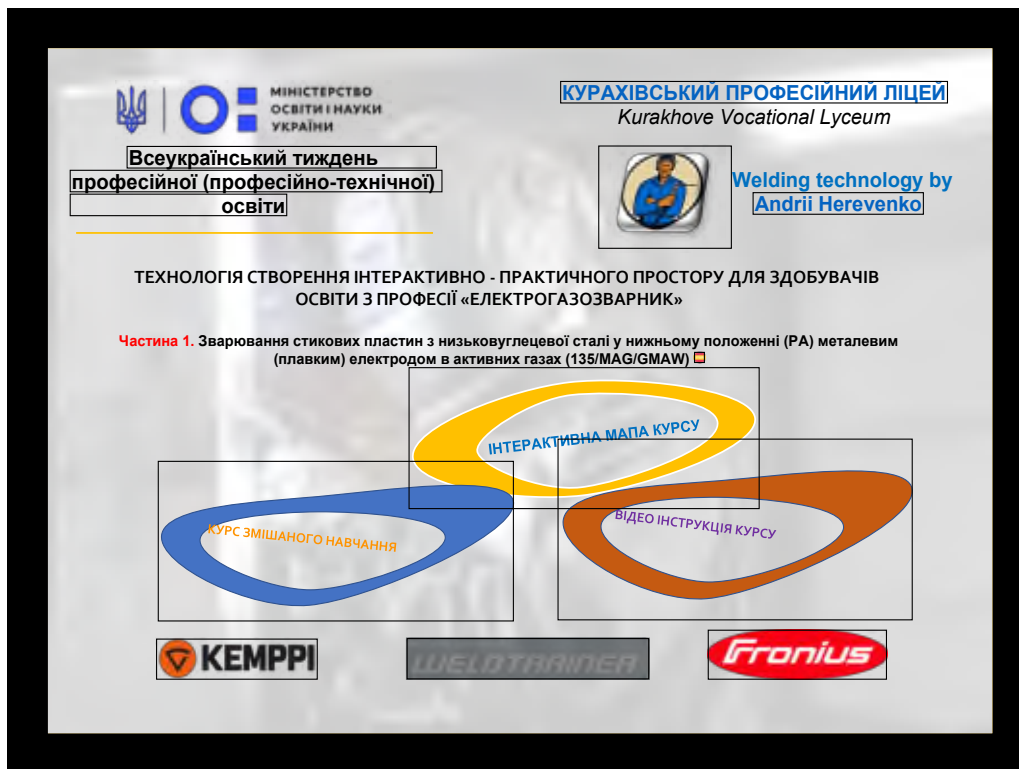 МІНІСТЕРСТВО
ОСВІТИ І НАУКИ
УКРАЇНИ
КУРАХІВСЬКИЙ ПРОФЕСІЙНИЙ ЛІЦЕЙ
Kurakhove Vocational Lyceum
Всеукраїнський тиждень
професійної (професійно-технічної)
освіти
Welding technology by
Andrii Herevenko
ТЕХНОЛОГІЯ СТВОРЕННЯ ІНТЕРАКТИВНО - ПРАКТИЧНОГО ПРОСТОРУ ДЛЯ ЗДОБУВАЧІВ
ОСВІТИ З ПРОФЕСІЇ «ЕЛЕКТРОГАЗОЗВАРНИК»
Частина 1. Зварювання стикових пластин з низьковуглецевої сталі у нижньому положенні (PA) металевим
(плавким) електродом в активних газах (135/MAG/GMAW)
ІНТЕРАКТИВНА МАПА КУРСУ
КУРС ЗМІШАНОГО НАВЧАННЯ
ВІДЕО ІНСТРУКЦІЯ КУРСУ
KEMPPI
WELDTRAINER
Fronius